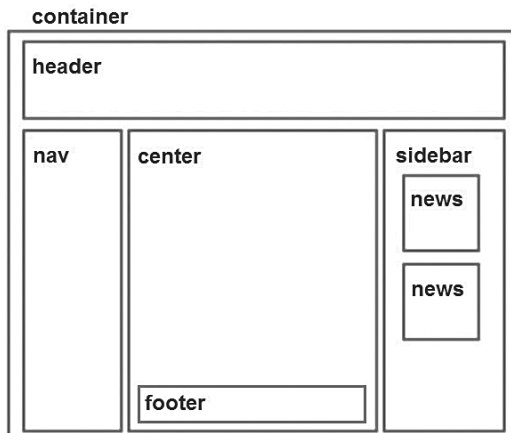 container
header
nav
center
sidebar
news
news
footer